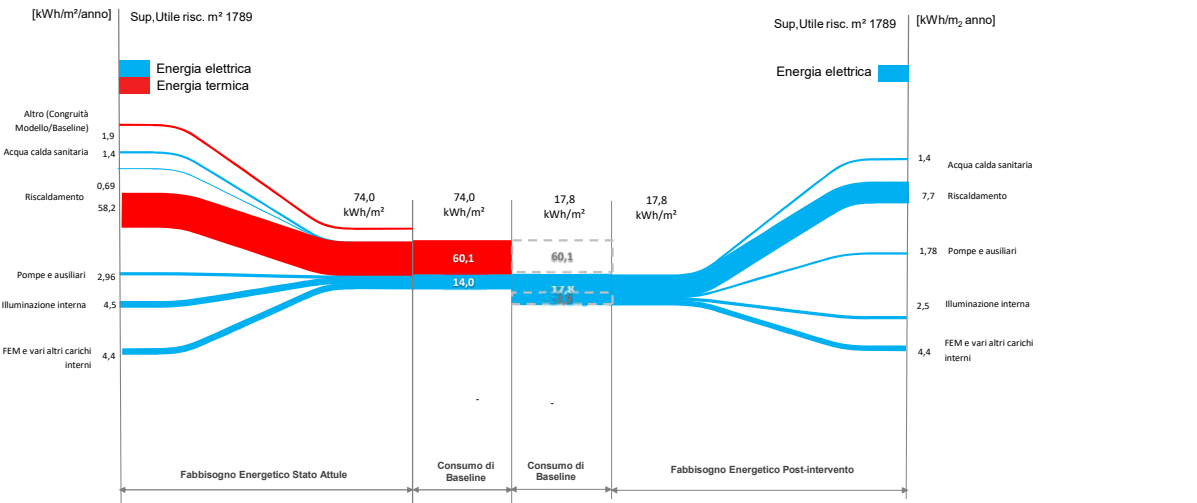 [kWh/m²/anno]
Sup,Utile risc. m² 1789
Energia elettrica
Energia termica
Altro (Congruità
Modello/Baseline)
1,9
Acqua calda sanitaria
1,4
0,69
Riscaldamento
58,2
Pompe e ausiliari
2,96
Illuminazione interna
4,5
FEM e vari altri carichi
interni
4,4
74,0
kWh/m²
74,0
kWh/m²
17,8
kWh/m²
17,8
kWh/m²
60,1
14,0
60,1
17,8
-
-
Sup,Utile risc. m² 1789
[kWh/m₂ anno]
Energia elettrica
1,4
Acqua calda sanitaria
7,7
Riscaldamento
1,78
Pompe e ausiliari
2,5
Illuminazione interna
4,4
FEM e vari altri carichi
interni
Fabbisogno Energetico Stato Attule
Consumo di
Baseline
Consumo di
Baseline
Fabbisogno Energetico Post-intervento